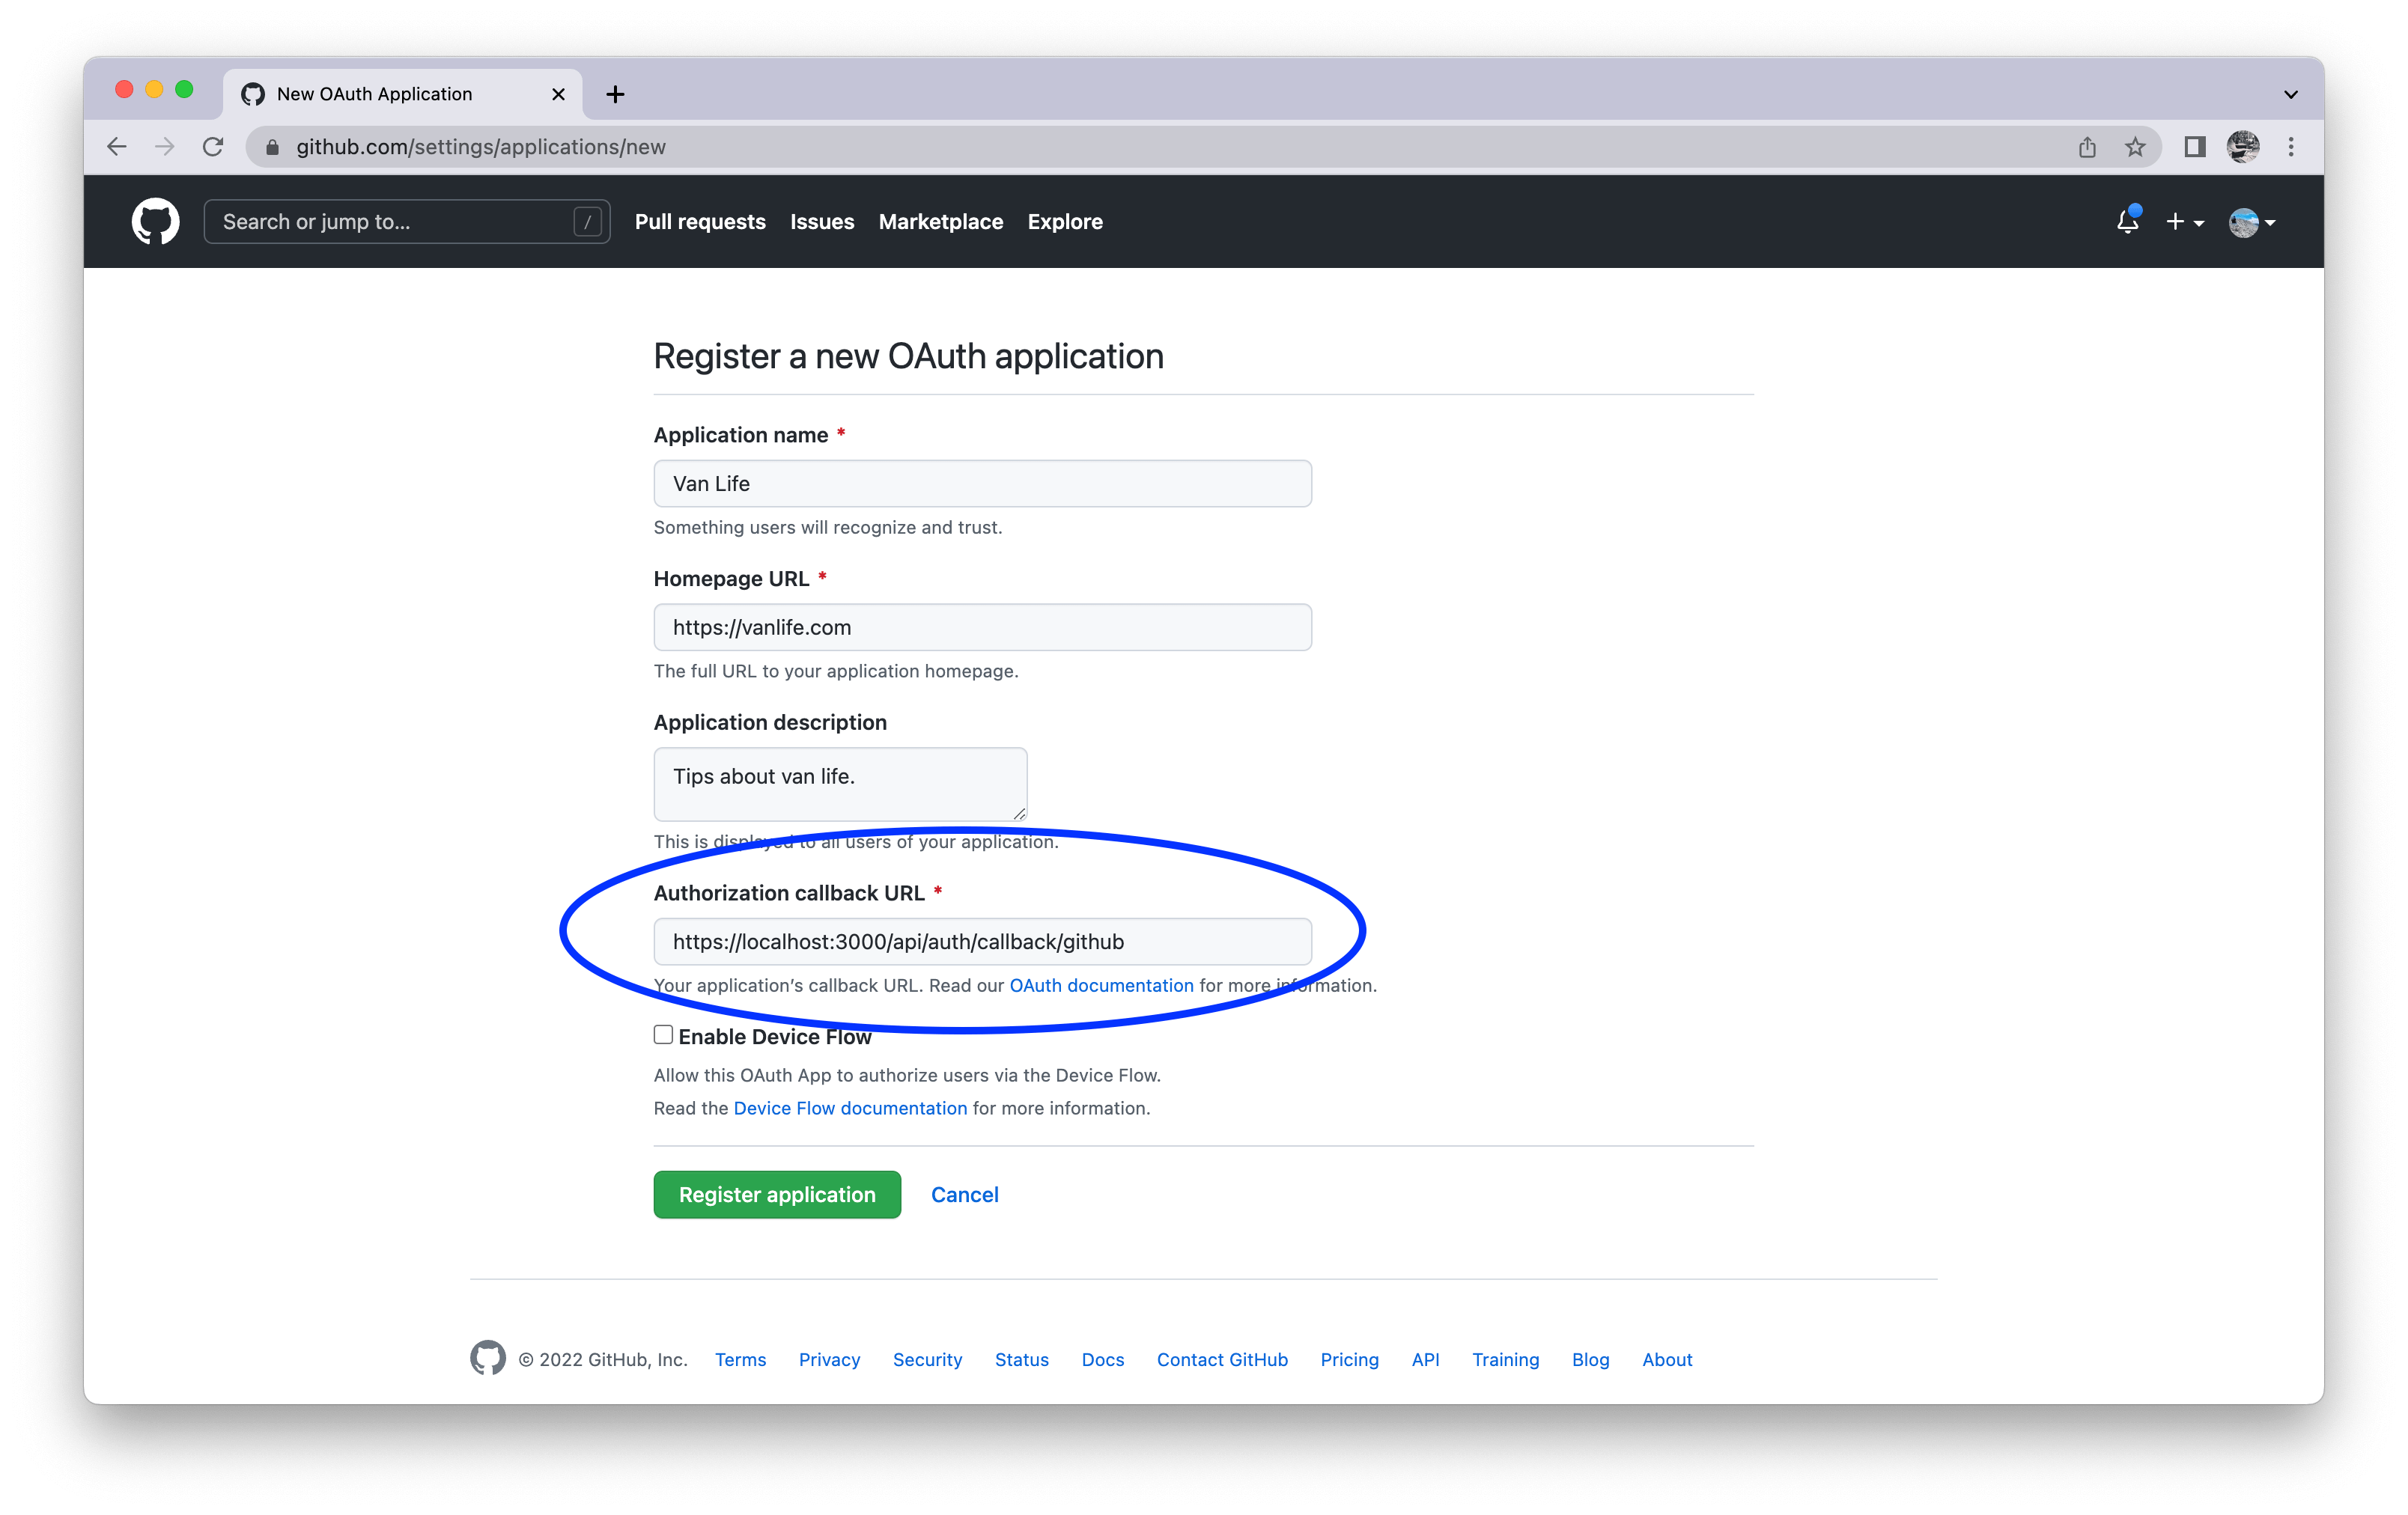 New OAuth Application
github.com/settings/applications/new
Search or jump to... / Pull requests Issues Marketplace Explore
Register a new OAuth application
Application name *
Van Life
Something users will recognize and trust.
Homepage URL *
https://vanlife.com
The full URL to your application homepage.
Application description
Tips about van life.
This is displayed to all users of your application.
Authorization callback URL *
https://localhost:3000/api/auth/callback/github
Your application’s callback URL. Read our OAuth documentation for more information.
Enable Device Flow
Allow this OAuth App to authorize users via the Device Flow.
Read the Device Flow documentation for more information.
Register application Cancel
© 2022 GitHub, Inc. Terms Privacy Security Status Docs Contact GitHub Pricing API Training Blog About